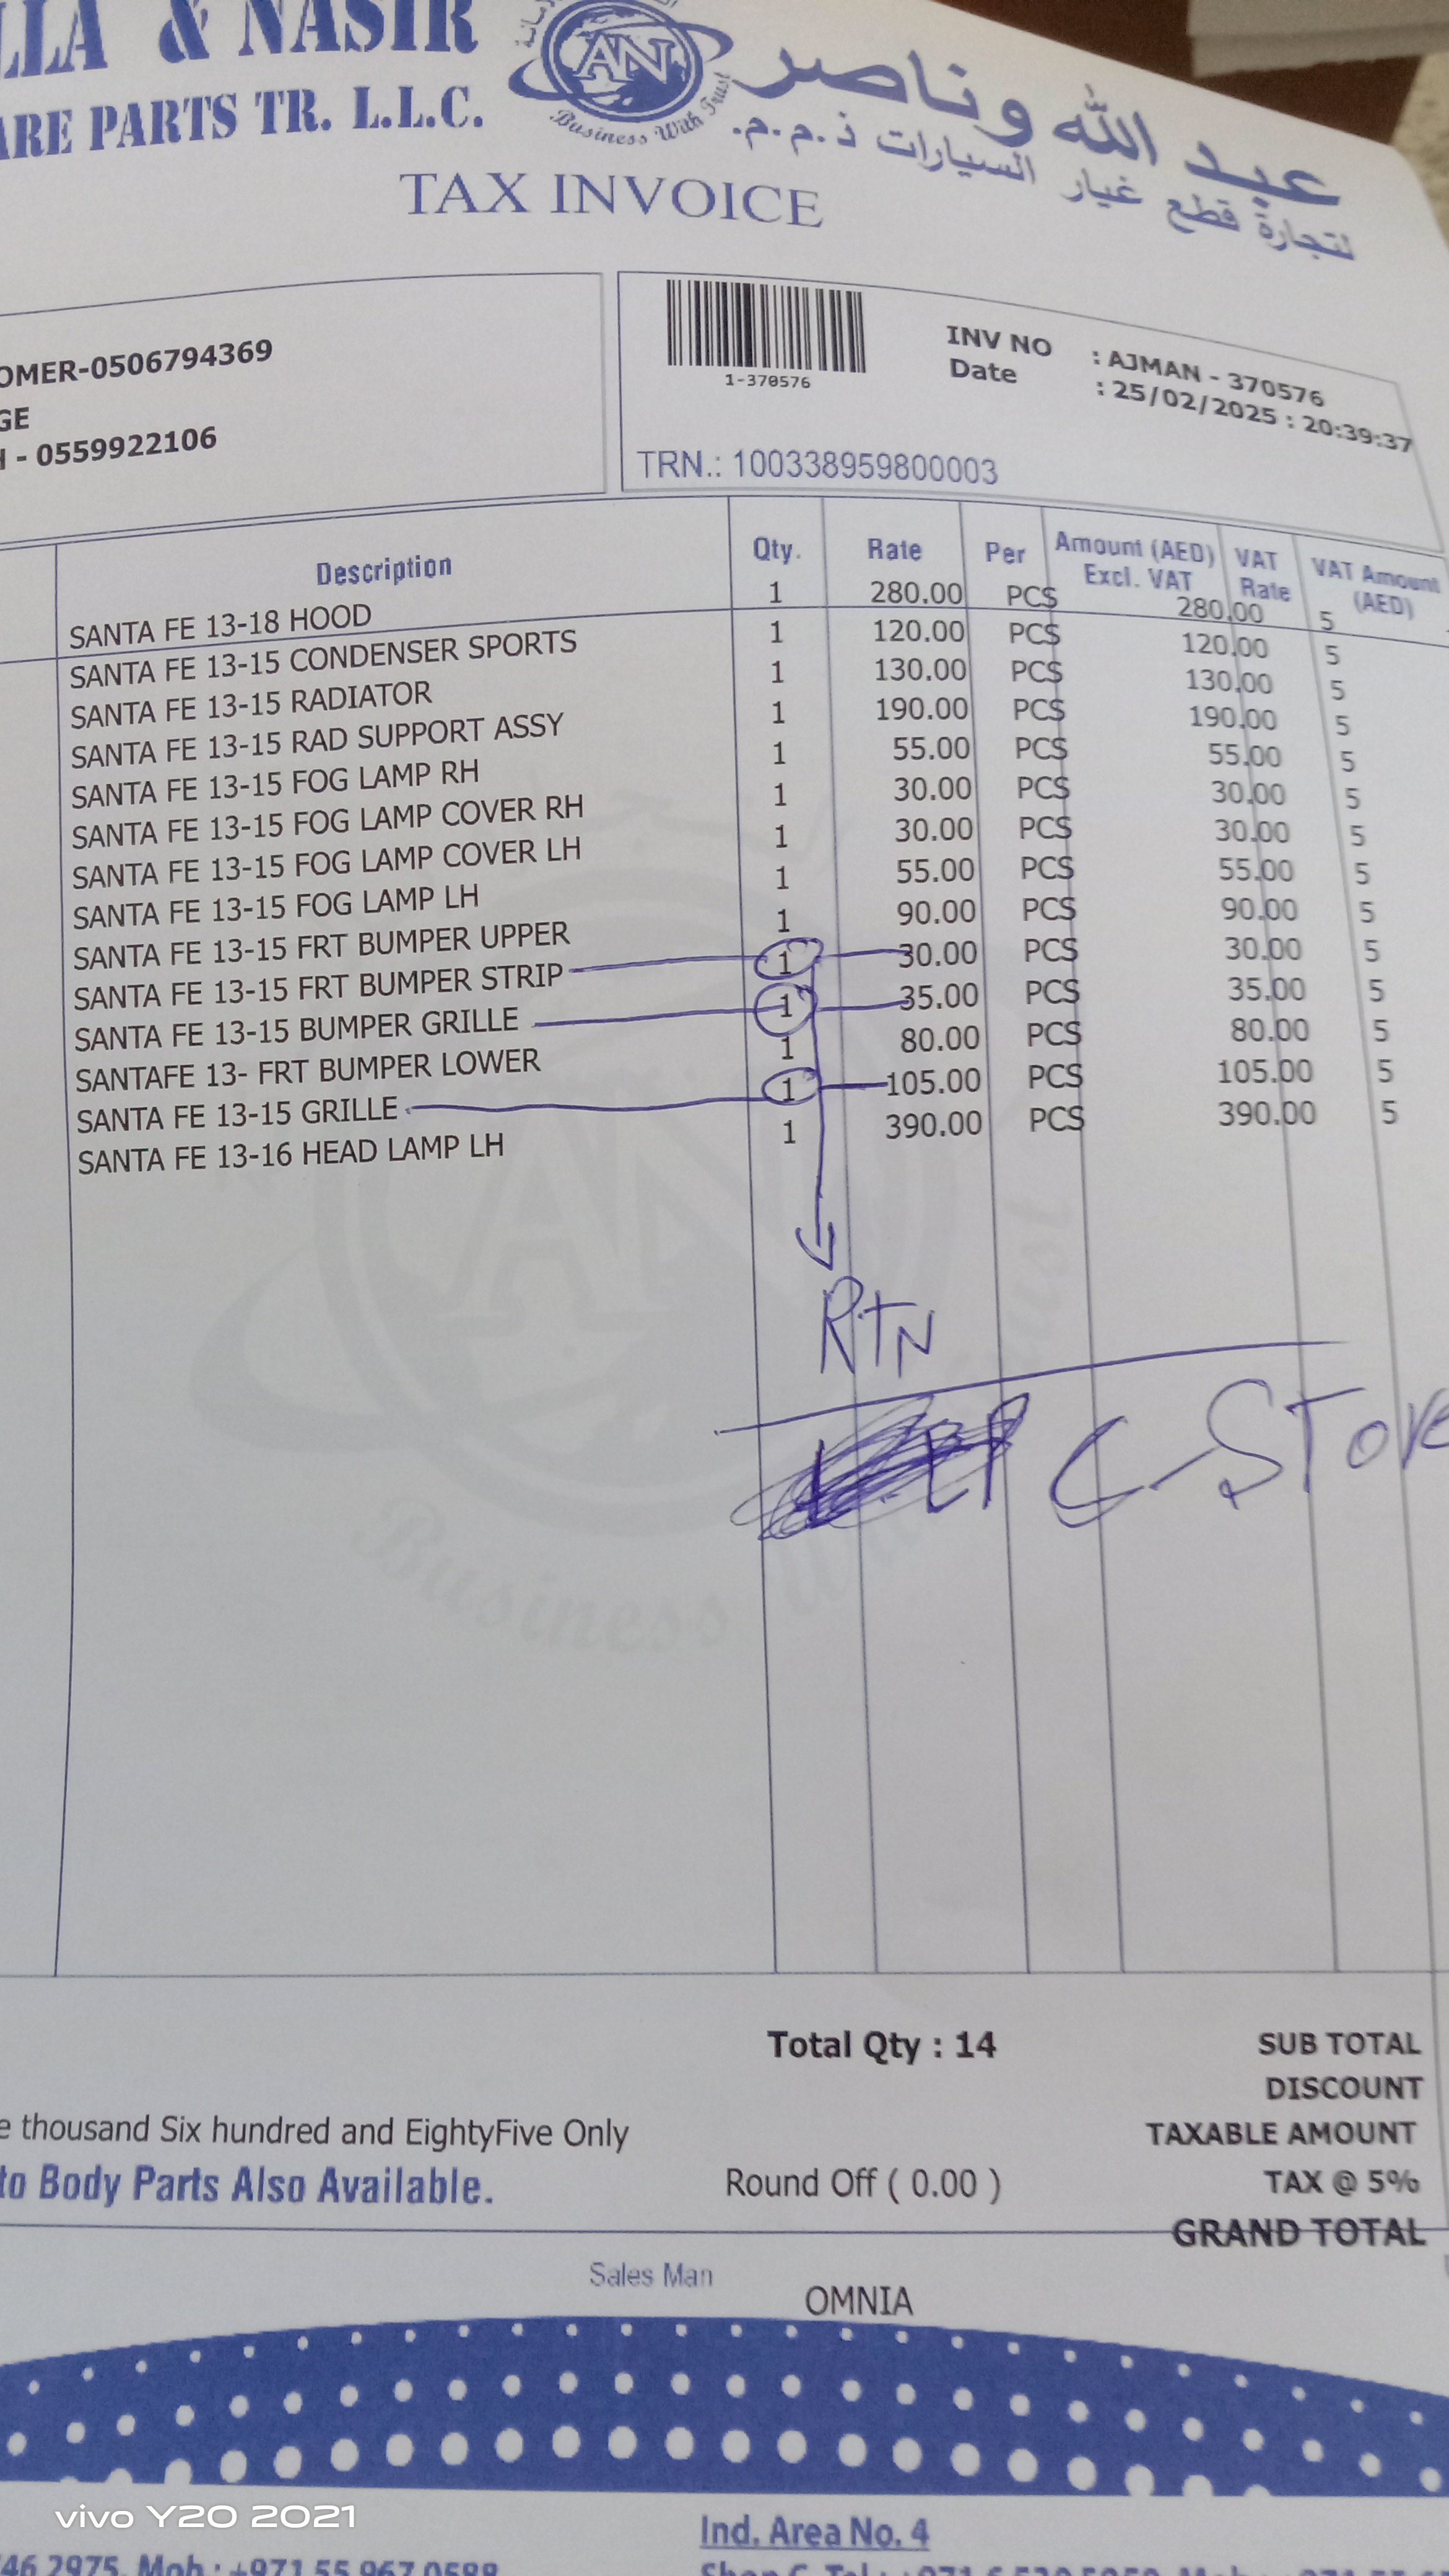 LLA & NASIR
ARE PARTS TR. L.L.C.
AN
Business With Trust
عبد الله وناصر
لتجارة قطع غيار السيارات ذ.م.م.
TAX INVOICE
OMER-0506794369
GE
- 0559922106
1-370576
INV NO : AJMAN - 370576
Date : 25/02/2025 : 20:39:37
TRN.: 100338959800003
Description Qty. Rate Per Amount (AED) Excl. VAT VAT Rate VAT Amount (AED)
SANTA FE 13-18 HOOD 1 280.00 PCS 280.00 5
SANTA FE 13-15 CONDENSER SPORTS 1 120.00 PCS 120.00 5
SANTA FE 13-15 RADIATOR 1 130.00 PCS 130.00 5
SANTA FE 13-15 RAD SUPPORT ASSY 1 190.00 PCS 190.00 5
SANTA FE 13-15 FOG LAMP RH 1 55.00 PCS 55.00 5
SANTA FE 13-15 FOG LAMP COVER RH 1 30.00 PCS 30.00 5
SANTA FE 13-15 FOG LAMP COVER LH 1 30.00 PCS 30.00 5
SANTA FE 13-15 FOG LAMP LH 1 55.00 PCS 55.00 5
SANTA FE 13-15 FRT BUMPER UPPER 1 90.00 PCS 90.00 5
SANTA FE 13-15 FRT BUMPER STRIP 1 30.00 PCS 30.00 5
SANTA FE 13-15 BUMPER GRILLE 1 35.00 PCS 35.00 5
SANTAFE 13- FRT BUMPER LOWER 1 80.00 PCS 80.00 5
SANTA FE 13-15 GRILLE 1 105.00 PCS 105.00 5
SANTA FE 13-16 HEAD LAMP LH 1 390.00 PCS 390.00 5
RTN
C-Store
AN
Business With Trust
Total Qty : 14
SUB TOTAL
DISCOUNT
e thousand Six hundred and EightyFive Only
TAXABLE AMOUNT
to Body Parts Also Available.
Round Off ( 0.00 )
TAX @ 5%
GRAND TOTAL
Sales Man
OMNIA
vivo Y20 2021
Ind. Area No. 4
46 2975, Mob.: +971 55 967 0588